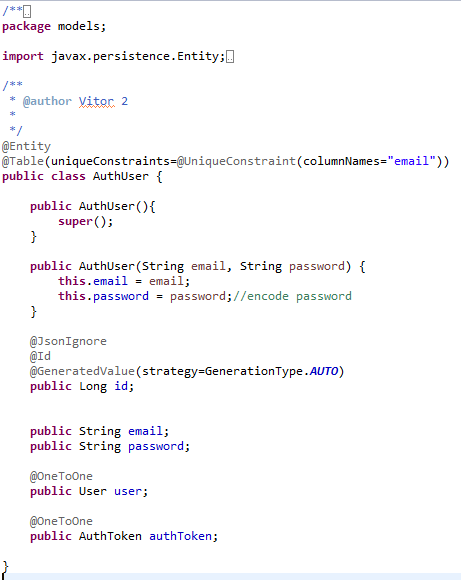 /**
package models;
import javax.persistence.Entity;
/**
* @author Vitor 2
*
*/
@Entity
@Table(uniqueConstraints=@UniqueConstraint(columnNames="email"))
public class AuthUser {
public AuthUser(){
super();
}
public AuthUser(String email, String password) {
this.email = email;
this.password = password;//encode password
}
@JsonIgnore
@Id
@GeneratedValue(strategy=GenerationType.AUTO)
public Long id;
public String email;
public String password;
@OneToOne
public User user;
@OneToOne
public AuthToken authToken;
}